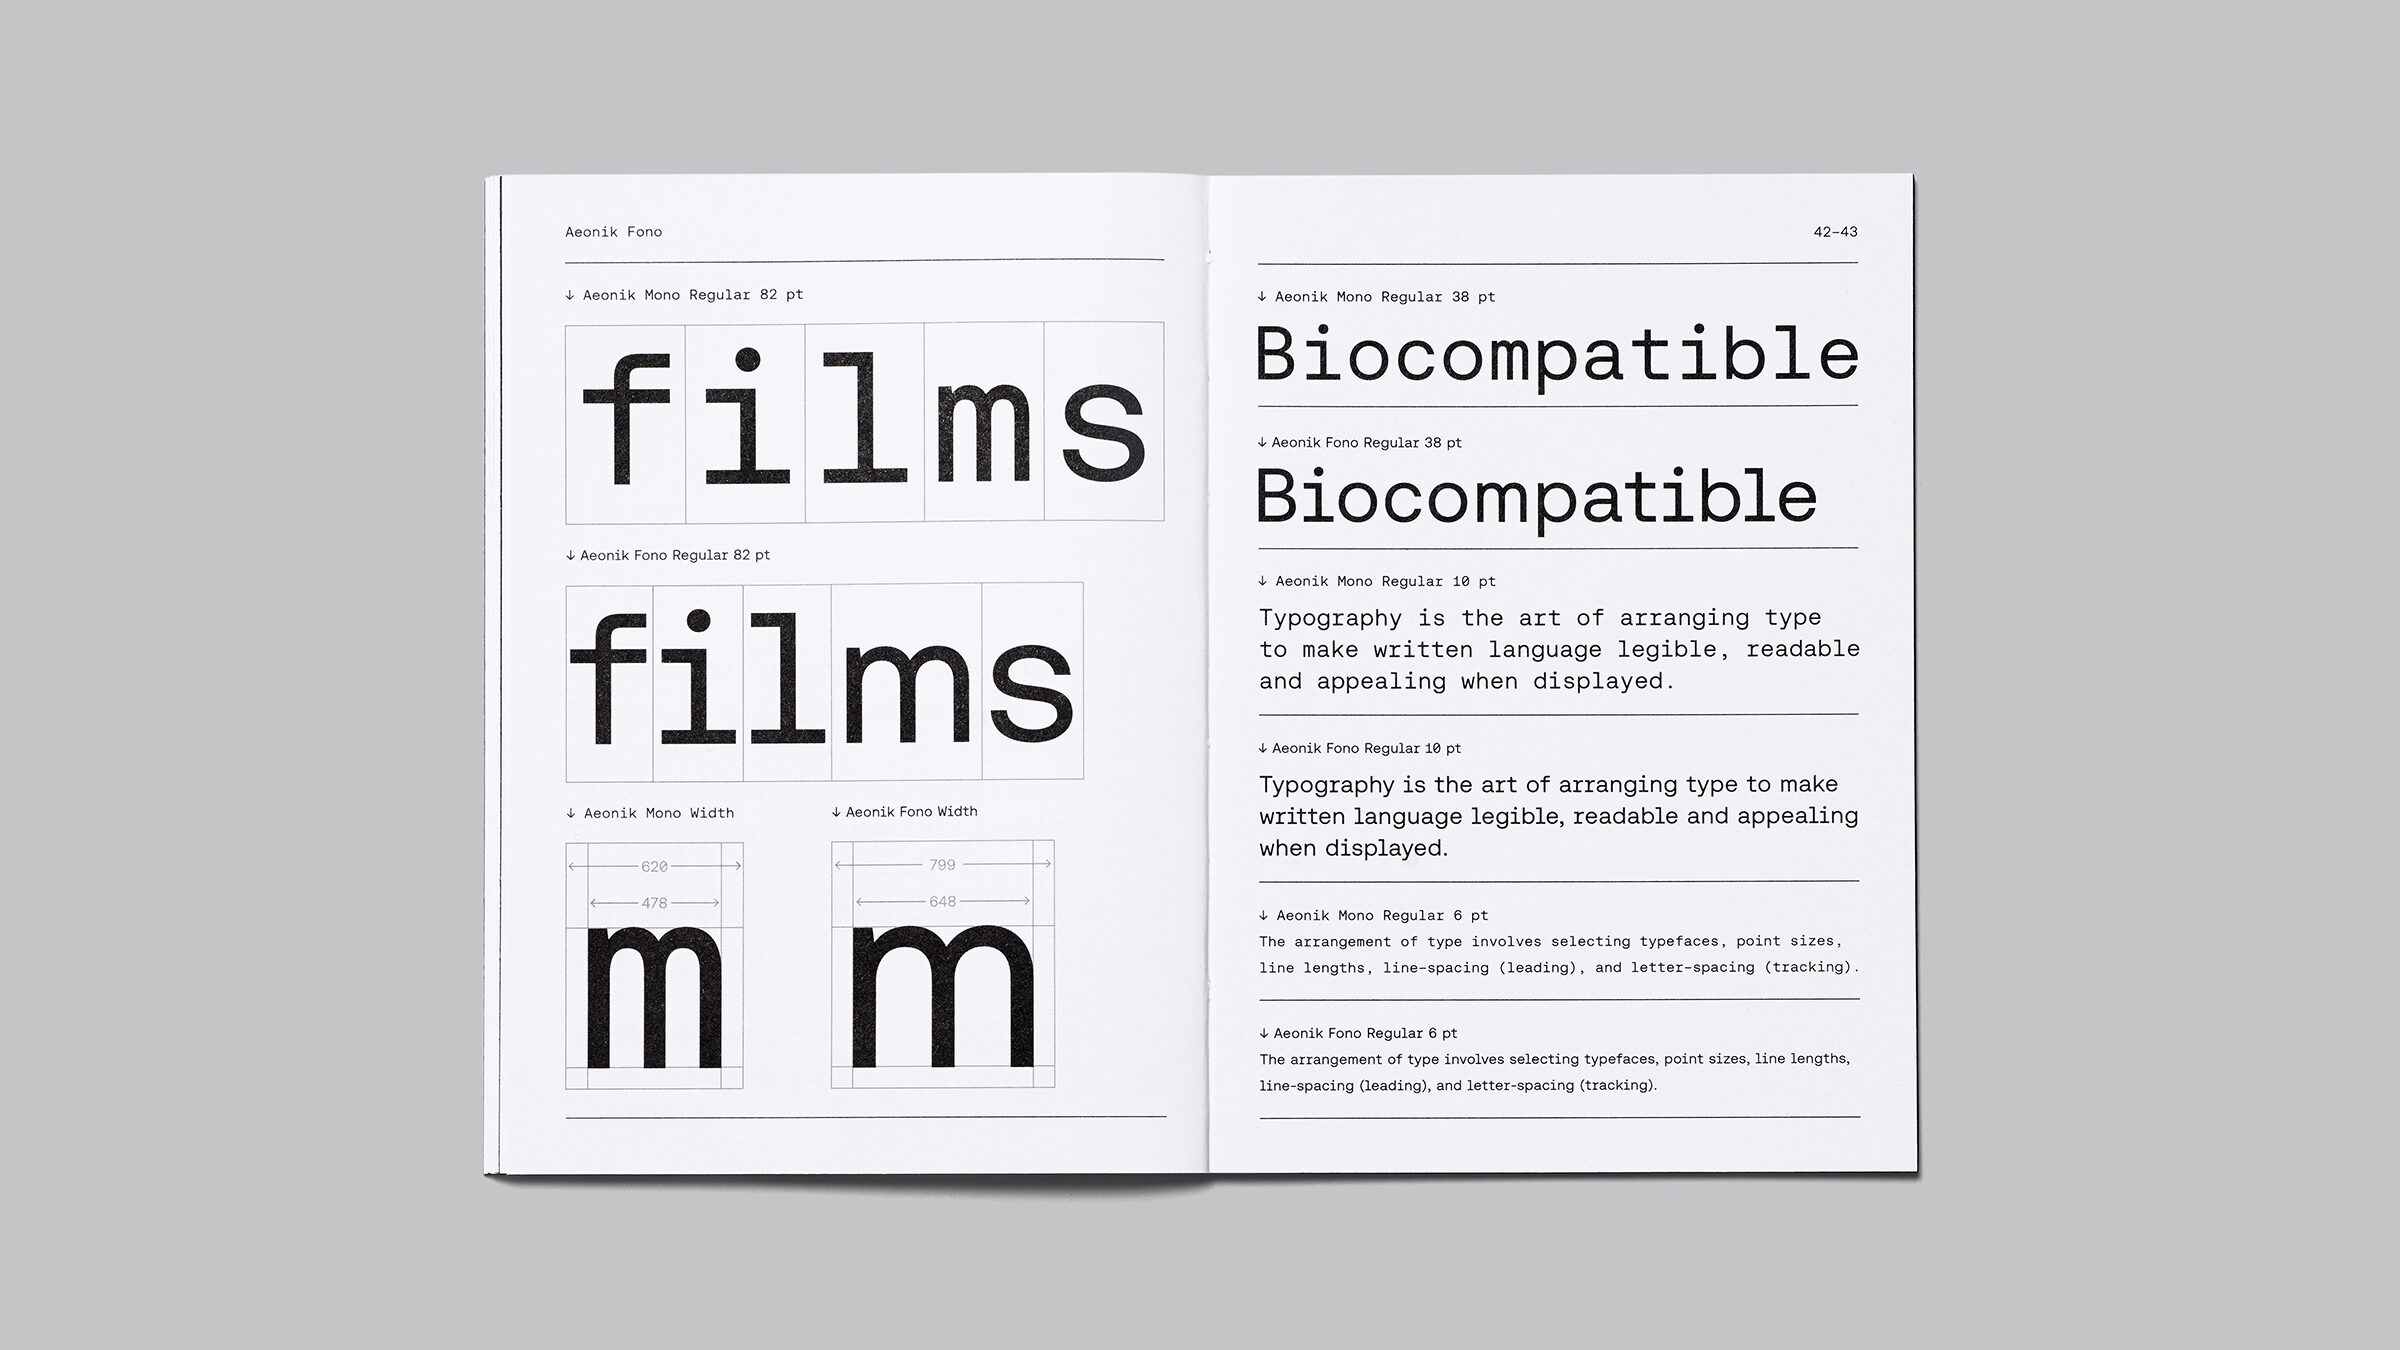 Aeonik Fono
↓ Aeonik Mono Regular 82 pt
films
↓ Aeonik Fono Regular 82 pt
films
↓ Aeonik Mono Width
620
478
m
↓ Aeonik Fono Width
799
648
m
42–43
↓ Aeonik Mono Regular 38 pt
Biocompatible
↓ Aeonik Fono Regular 38 pt
Biocompatible
↓ Aeonik Mono Regular 10 pt
Typography is the art of arranging type
to make written language legible, readable
and appealing when displayed.
↓ Aeonik Fono Regular 10 pt
Typography is the art of arranging type to make
written language legible, readable and appealing
when displayed.
↓ Aeonik Mono Regular 6 pt
The arrangement of type involves selecting typefaces, point sizes,
line lengths, line-spacing (leading), and letter-spacing (tracking).
↓ Aeonik Fono Regular 6 pt
The arrangement of type involves selecting typefaces, point sizes, line lengths,
line-spacing (leading), and letter-spacing (tracking).